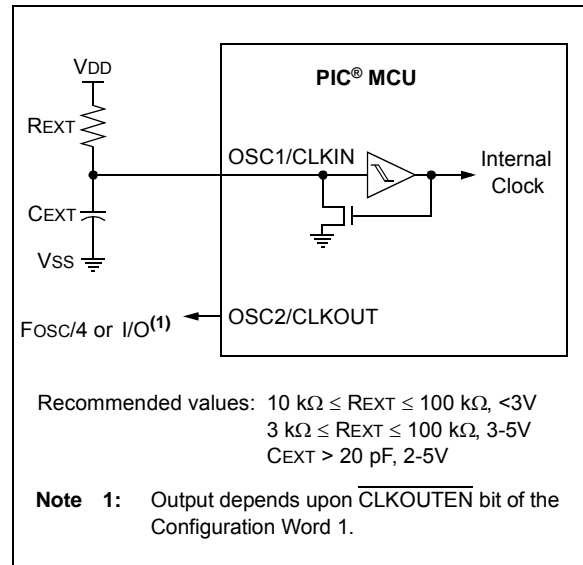 VDD
PIC® MCU
REXT
OSC1/CLKIN
Internal
Clock
CEXT
VSS
OSC2/CLKOUT
FOSC/4 or I/O(1)
Recommended values: 10 kΩ ≤ REXT ≤ 100 kΩ, <3V
3 kΩ ≤ REXT ≤ 100 kΩ, 3-5V
CEXT > 20 pF, 2-5V
Note 1: Output depends upon CLKOUTEN bit of the
Configuration Word 1.